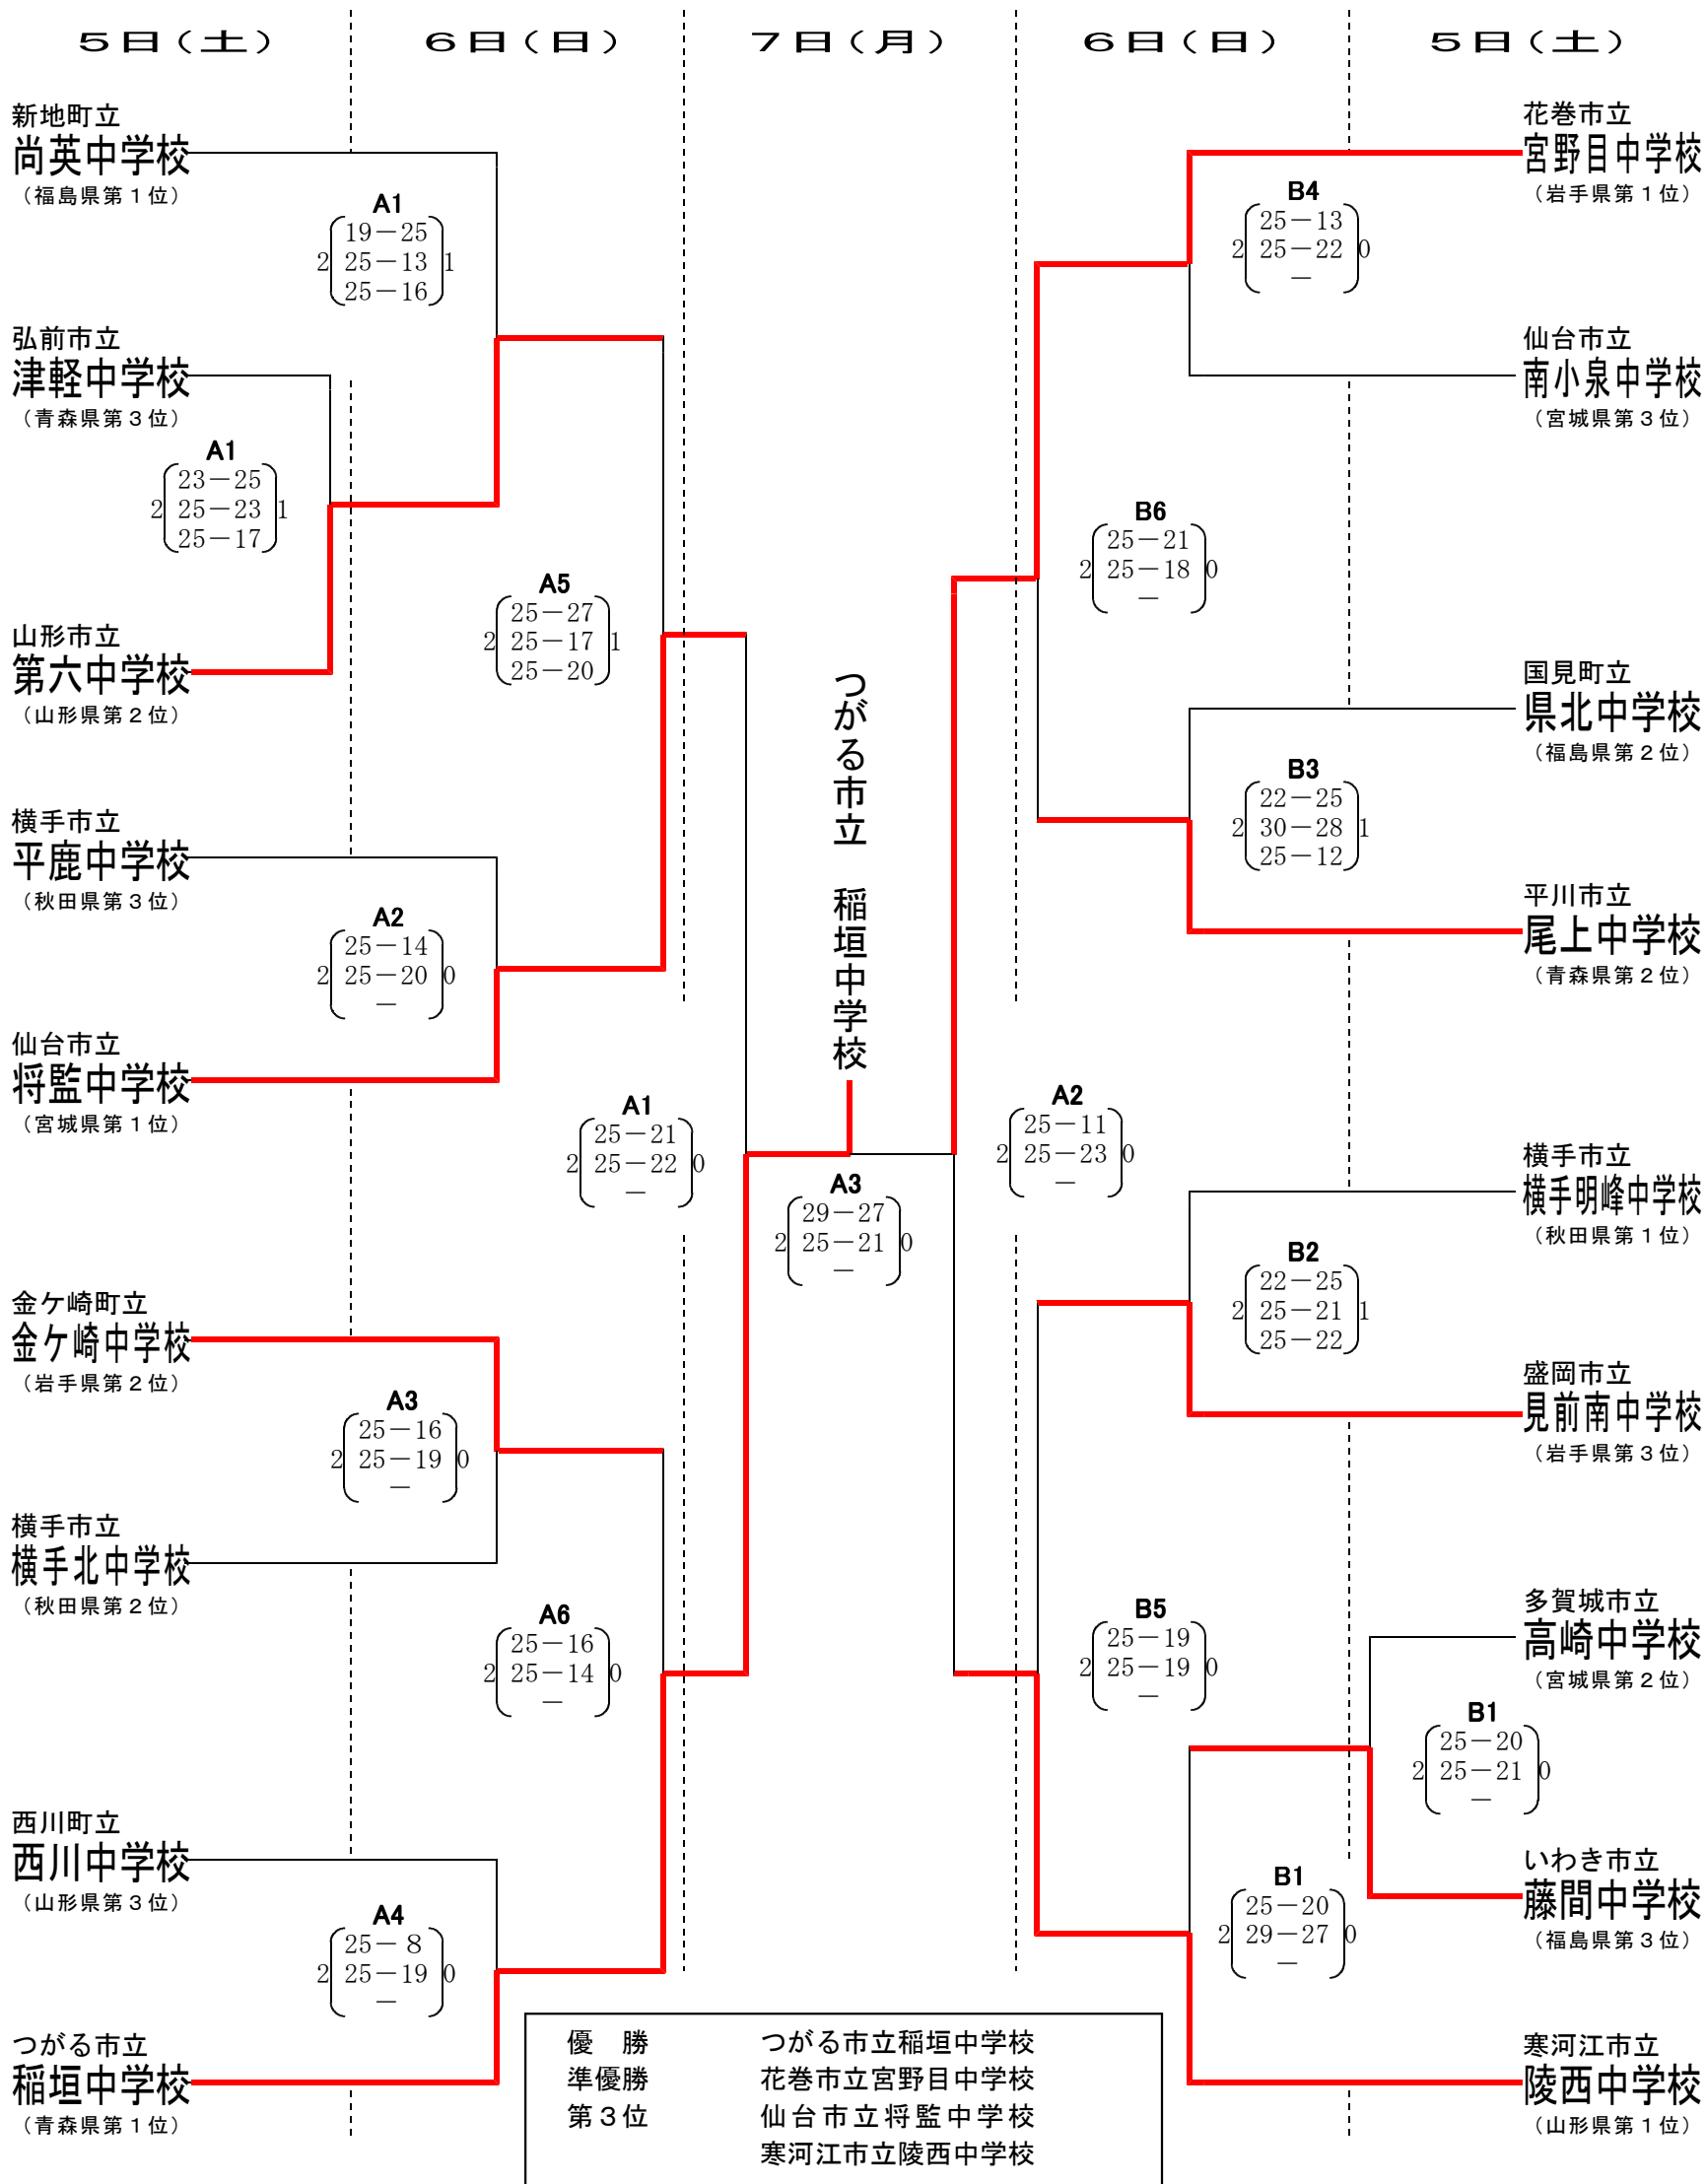 5日（土）
6日（日）
7日（月）
6日（日）
5日（土）
新地町立
尚英中学校
（福島県第１位）
A1
19－25
2 25－13 1
25－16
弘前市立
津軽中学校
（青森県第３位）
A1
23－25
2 25－23 1
25－17
山形市立
第六中学校
（山形県第２位）
A5
25－27
2 25－17 1
25－20
横手市立
平鹿中学校
（秋田県第３位）
A2
25－14
2 25－20 0
－
仙台市立
将監中学校
（宮城県第１位）
A1
25－21
2 25－22 0
－
金ケ崎町立
金ケ崎中学校
（岩手県第２位）
A3
25－16
2 25－19 0
－
横手市立
横手北中学校
（秋田県第２位）
A6
25－16
2 25－14 0
－
西川町立
西川中学校
（山形県第３位）
A4
25－ 8
2 25－19 0
－
つがる市立
稲垣中学校
（青森県第１位）
つがる市立　稲垣中学校
A3
29－27
2 25－21 0
－
花巻市立
宮野目中学校
（岩手県第１位）
B4
25－13
2 25－22 0
－
仙台市立
南小泉中学校
（宮城県第３位）
B6
25－21
2 25－18 0
－
国見町立
県北中学校
（福島県第２位）
B3
22－25
2 30－28 1
25－12
平川市立
尾上中学校
（青森県第２位）
A2
25－11
2 25－23 0
－
横手市立
横手明峰中学校
（秋田県第１位）
B2
22－25
2 25－21 1
25－22
盛岡市立
見前南中学校
（岩手県第３位）
B5
25－19
2 25－19 0
－
多賀城市立
高崎中学校
（宮城県第２位）
B1
25－20
2 25－21 0
－
いわき市立
藤間中学校
（福島県第３位）
B1
25－20
2 29－27 0
－
寒河江市立
陵西中学校
（山形県第１位）
優　勝　つがる市立稲垣中学校
準優勝　花巻市立宮野目中学校
第３位　仙台市立将監中学校
寒河江市立陵西中学校